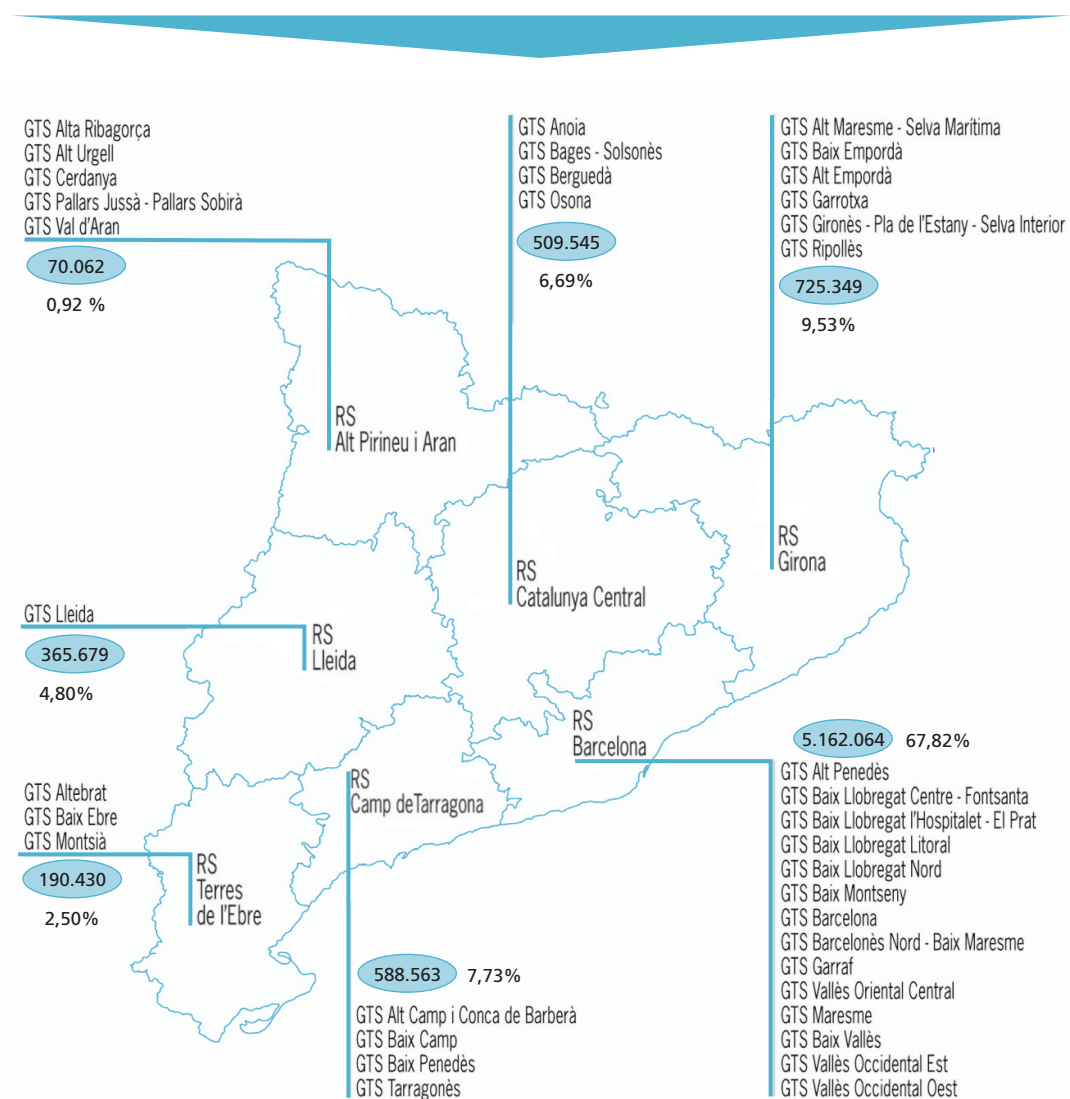 GTS Alta Ribagorça
GTS Alt Urgell
GTS Cerdanya
GTS Pallars Jussà - Pallars Sobirà
GTS Val d'Aran
70.062
0,92 %
RS
Alt Pirineu i Aran
GTS Anoia
GTS Bages - Solsonès
GTS Berguedà
GTS Osona
509.545
6,69%
RS
Catalunya Central
GTS Alt Maresme - Selva Marítima
GTS Baix Empordà
GTS Alt Empordà
GTS Garrotxa
GTS Gironès - Pla de l'Estany - Selva Interior
GTS Ripollès
725.349
9,53%
RS
Girona
GTS Lleida
365.679
4,80%
RS
Lleida
GTS Altebrat
GTS Baix Ebre
GTS Montsià
190.430
2,50%
RS
Terres
de l'Ebre
RS
Camp deTarragona
588.563 7,73%
GTS Alt Camp i Conca de Barberà
GTS Baix Camp
GTS Baix Penedès
GTS Tarragonès
RS
Barcelona
5.162.064 67,82%
GTS Alt Penedès
GTS Baix Llobregat Centre - Fontsanta
GTS Baix Llobregat l'Hospitalet - El Prat
GTS Baix Llobregat Litoral
GTS Baix Llobregat Nord
GTS Baix Montseny
GTS Barcelona
GTS Barcelonès Nord - Baix Maresme
GTS Garraf
GTS Vallès Oriental Central
GTS Maresme
GTS Baix Vallès
GTS Vallès Occidental Est
GTS Vallès Occidental Oest